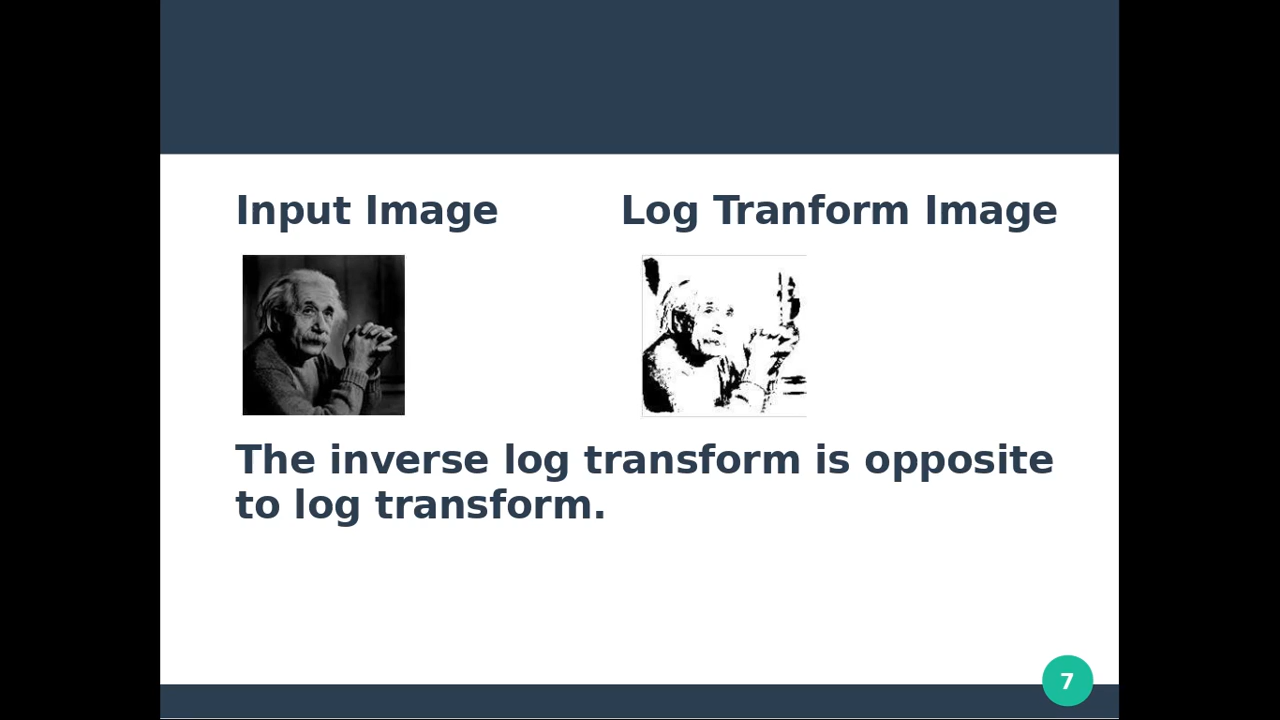 Input Image
Log Tranform Image
The inverse log transform is opposite
to log transform.
7